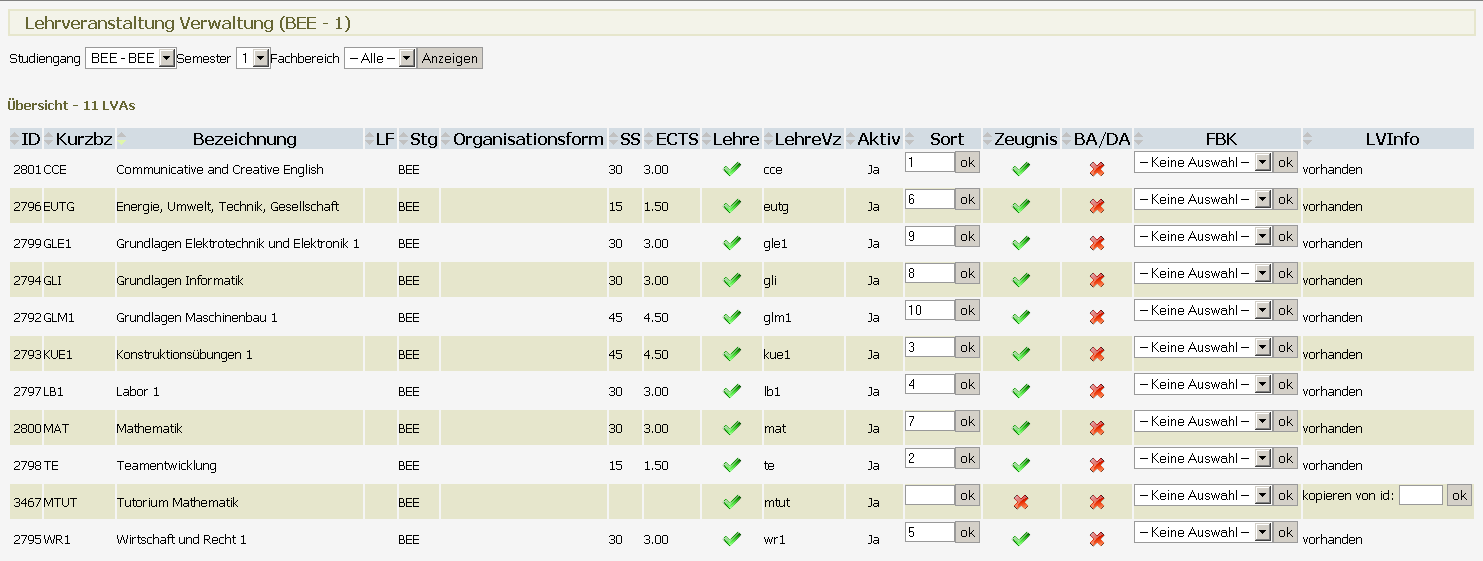 Lehrveranstaltung Verwaltung (BEE - 1)
Studiengang BEE - BEE Semester 1 Fachbereich -- Alle -- Anzeigen
Übersicht - 11 LVAs
ID Kurzbz Bezeichnung LF Stg Organisationsform SS ECTS Lehre LehreVz Aktiv Sort Zeugnis BA/DA FBK LVInfo
2801 CCE Communicative and Creative English BEE 30 3.00 cce Ja 1 ok -- Keine Auswahl -- ok vorhanden
2796 EUTG Energie, Umwelt, Technik, Gesellschaft BEE 15 1.50 eutg Ja 6 ok -- Keine Auswahl -- ok vorhanden
2799 GLE1 Grundlagen Elektrotechnik und Elektronik 1 BEE 30 3.00 gle1 Ja 9 ok -- Keine Auswahl -- ok vorhanden
2794 GLI Grundlagen Informatik BEE 30 3.00 gli Ja 8 ok -- Keine Auswahl -- ok vorhanden
2792 GLM1 Grundlagen Maschinenbau 1 BEE 45 4.50 glm1 Ja 10 ok -- Keine Auswahl -- ok vorhanden
2793 KUE1 Konstruktionsübungen 1 BEE 45 4.50 kue1 Ja 3 ok -- Keine Auswahl -- ok vorhanden
2797 LB1 Labor 1 BEE 30 3.00 lb1 Ja 4 ok -- Keine Auswahl -- ok vorhanden
2800 MAT Mathematik BEE 30 3.00 mat Ja 7 ok -- Keine Auswahl -- ok vorhanden
2798 TE Teamentwicklung BEE 15 1.50 te Ja 2 ok -- Keine Auswahl -- ok vorhanden
3467 MTUT Tutorium Mathematik BEE mtut Ja ok -- Keine Auswahl -- ok kopieren von id: ok
2795 WR1 Wirtschaft und Recht 1 BEE 30 3.00 wr1 Ja 5 ok -- Keine Auswahl -- ok vorhanden